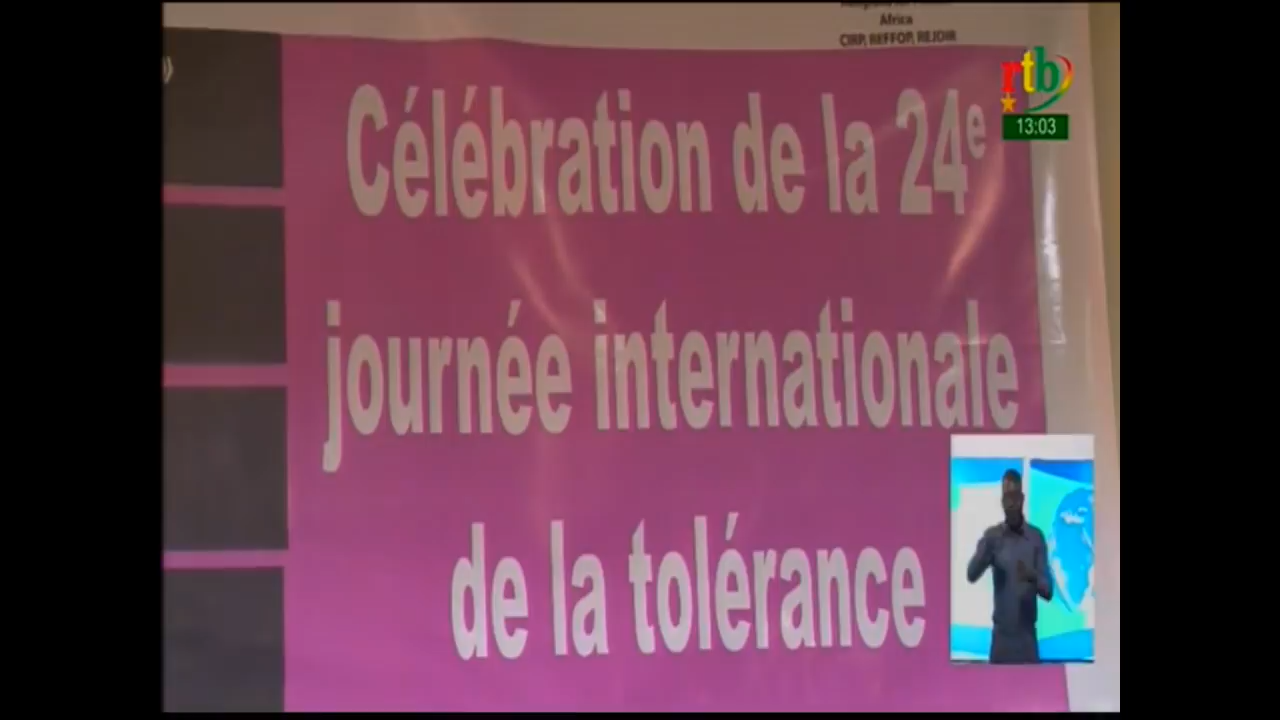 Africa
CIRP, REFFOP, REJOIR
rtb
13:03
Célébration de la 24e
journée internationale
de la tolérance